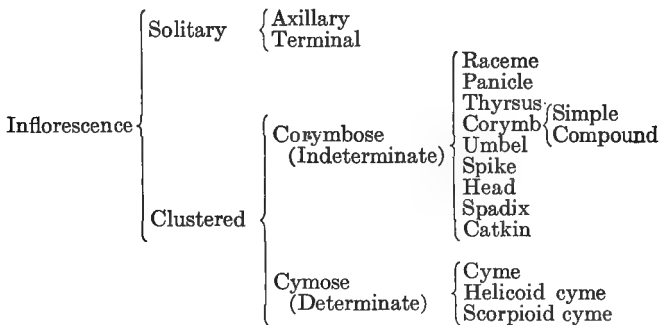 Inflorescence
Solitary
Axillary
Terminal
Clustered
Corymbose
(Indeterminate)
Raceme
Panicle
Thyrsus
Corymb
Simple
Compound
Umbel
Spike
Head
Spadix
Catkin
Cymose
(Determinate)
Cyme
Helicoid cyme
Scorpioid cyme